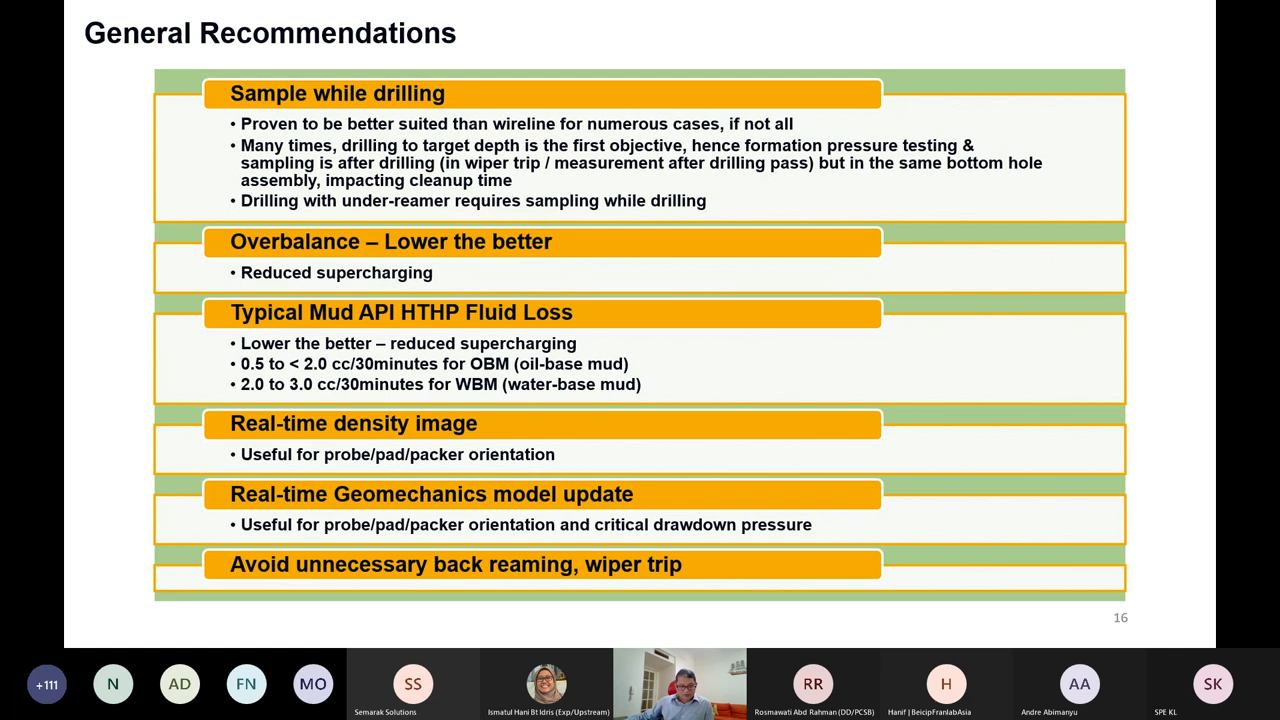 General Recommendations
Sample while drilling
• Proven to be better suited than wireline for numerous cases, if not all
• Many times, drilling to target depth is the first objective, hence formation pressure testing &
sampling is after drilling (in wiper trip / measurement after drilling pass) but in the same bottom hole
assembly, impacting cleanup time
• Drilling with under-reamer requires sampling while drilling
Overbalance – Lower the better
• Reduced supercharging
Typical Mud API HTHP Fluid Loss
• Lower the better – reduced supercharging
• 0.5 to < 2.0 cc/30minutes for OBM (oil-base mud)
• 2.0 to 3.0 cc/30minutes for WBM (water-base mud)
Real-time density image
• Useful for probe/pad/packer orientation
Real-time Geomechanics model update
• Useful for probe/pad/packer orientation and critical drawdown pressure
Avoid unnecessary back reaming, wiper trip
16
+111
N
AD
FN
MO
SS
RR
H
AA
SK
Semarak Solutions
Ismatul Hani Bt Idris (Exp/Upstream)
Rosmawati Abd Rahman (DD/PCSB)
Hanif | BeicipFranlabAsia
Andre Abimanyu
SPE KL